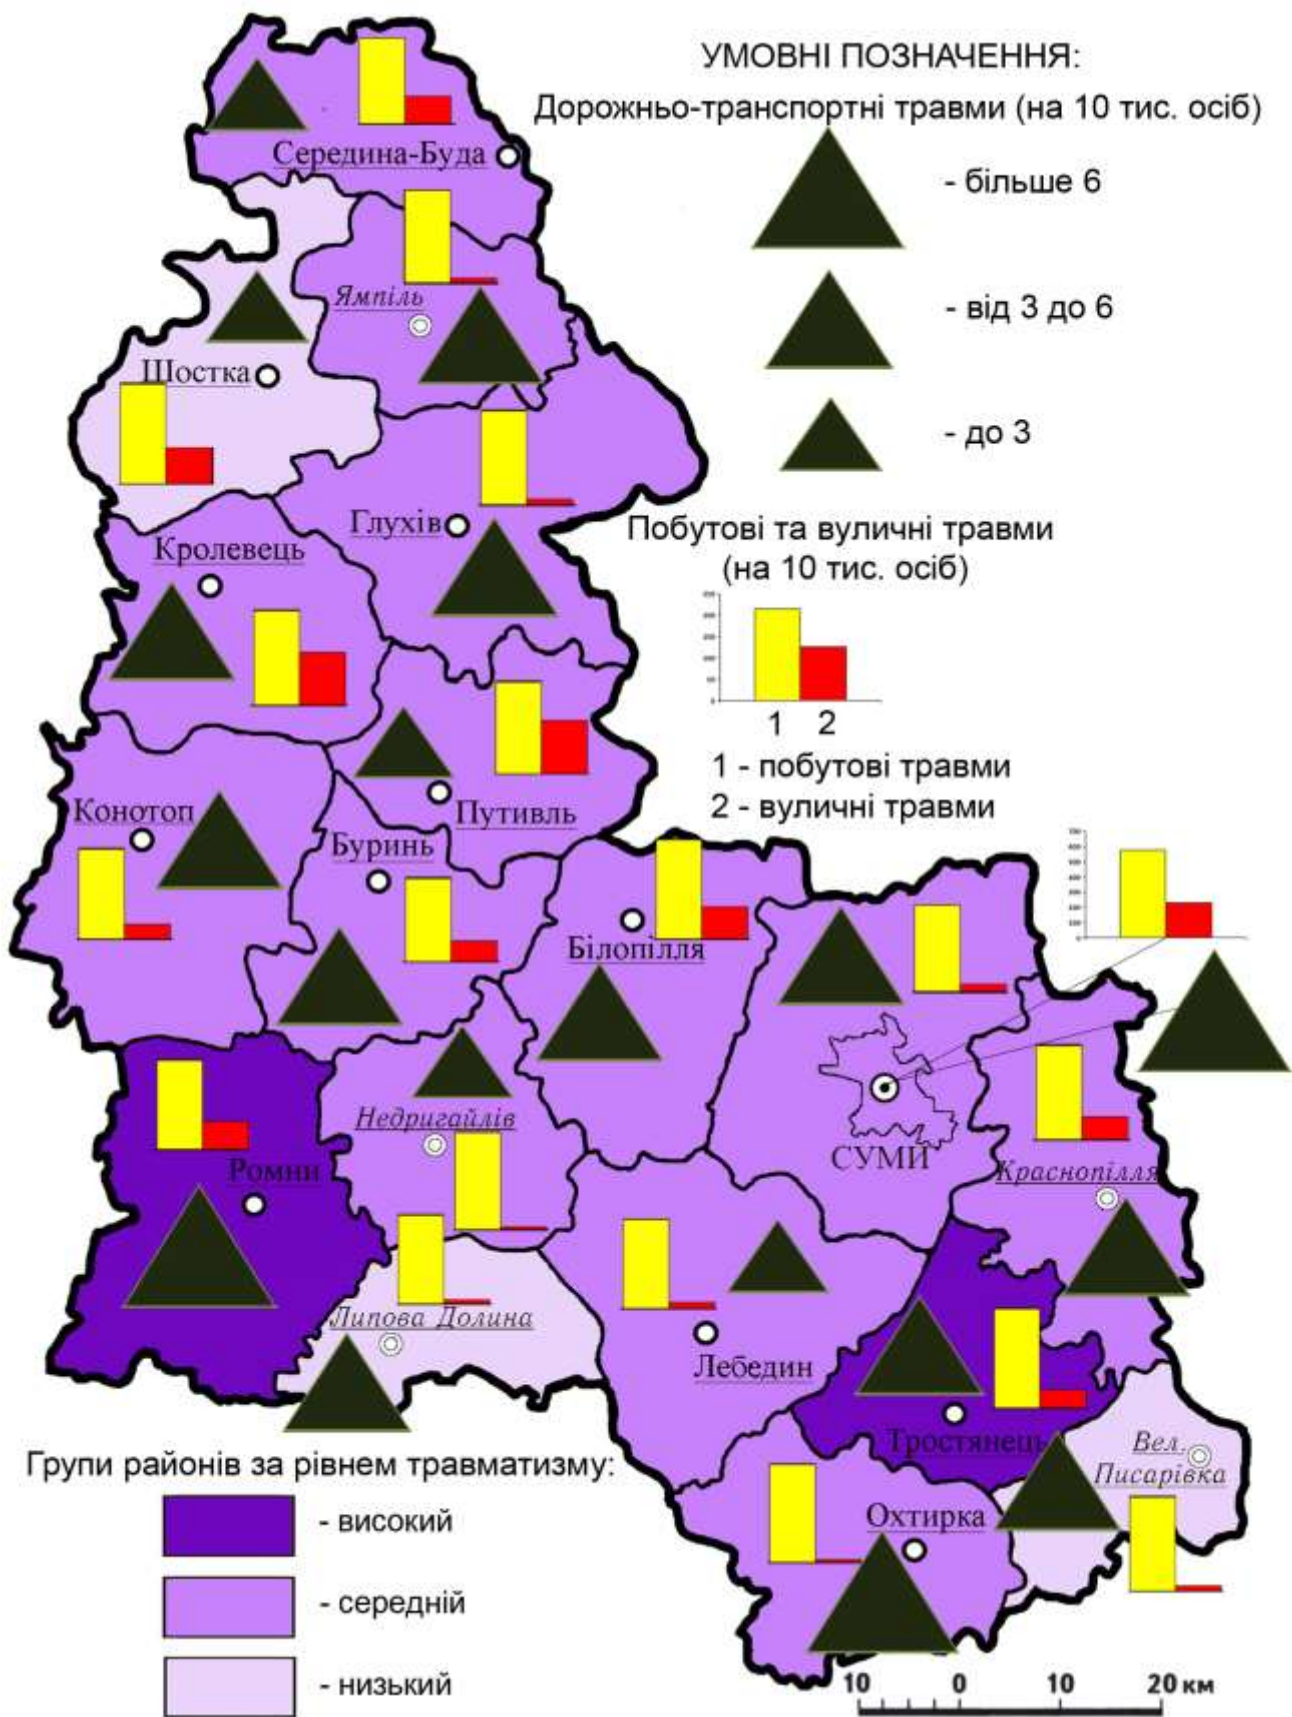 УМОВНІ ПОЗНАЧЕННЯ:
Дорожньо-транспортні травми (на 10 тис. осіб)
- більше 6
- від 3 до 6
- до 3
Побутові та вуличні травми
(на 10 тис. осіб)
1 2
1 - побутові травми
2 - вуличні травми
Середина-Буда
Ямпіль
Шостка
Глухів
Кролевець
Путивль
Конотоп
Буринь
Білопілля
СУМИ
Недригайлів
Краснопілля
Ромни
Липова Долина
Лебедин
Тростянець
Вел.
Писарівка
Охтирка
Групи районів за рівнем травматизму:
- високий
- середній
- низький
10 0 10 20 км